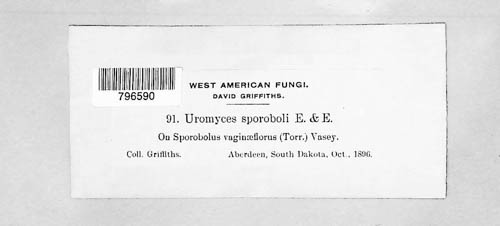 796590
WEST AMERICAN FUNGI.
DAVID GRIFFITHS.
91. Uromyces sporoboli E. & E.
On Sporobolus vaginæflorus (Torr.) Vasey.
Coll. Griffiths. Aberdeen, South Dakota, Oct., 1896.